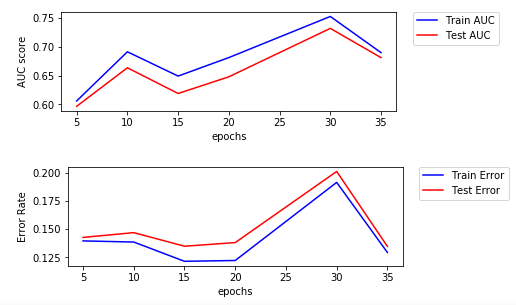 Train AUC
Test AUC
AUC score
0.75
0.70
0.65
0.60
5 10 15 20 25 30 35
epochs
Train Error
Test Error
Error Rate
0.200
0.175
0.150
0.125
5 10 15 20 25 30 35
epochs